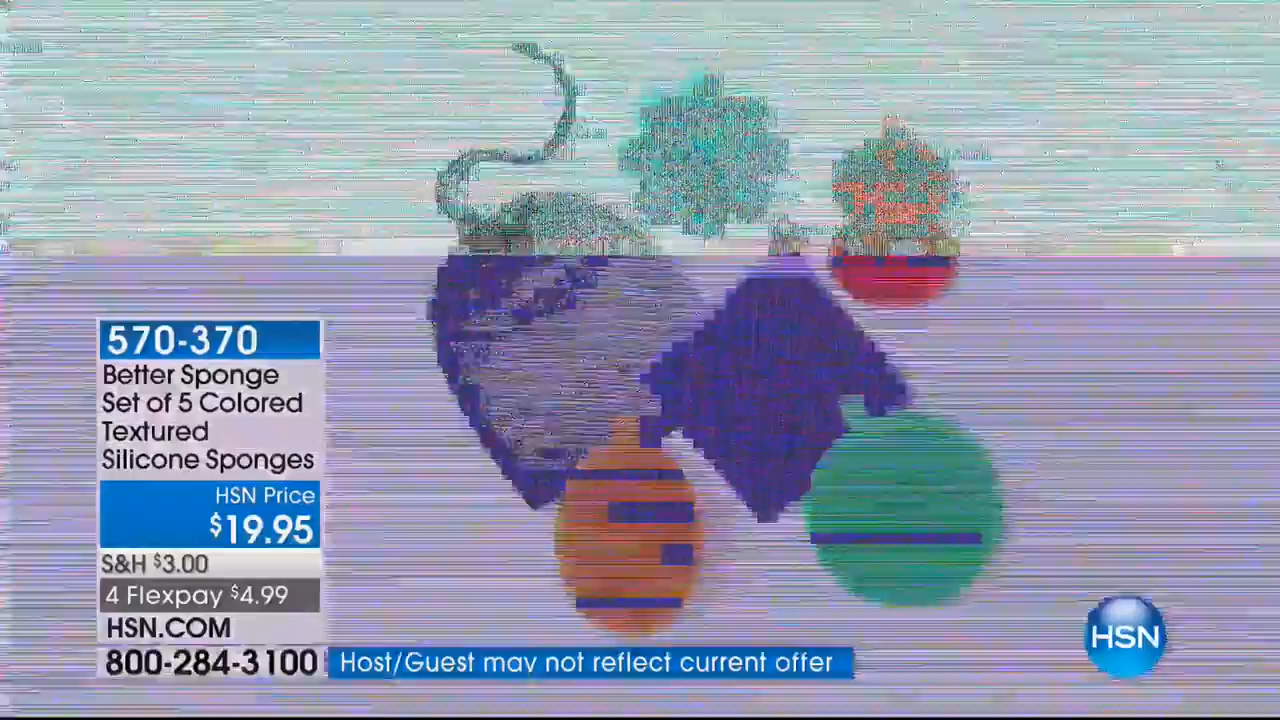 570-370
Better Sponge
Set of 5 Colored
Textured
Silicone Sponges
HSN Price
$19.95
S&H $3.00
4 Flexpay $4.99
HSN.COM
800-284-3100
Host/Guest may not reflect current offer
HSN